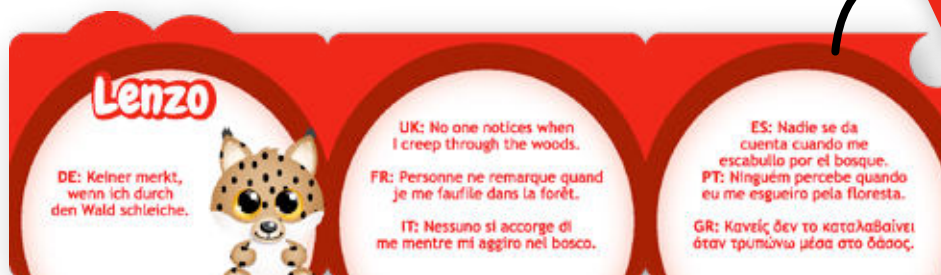 Lenzo
DE: Keiner merkt,
wenn ich durch
den Wald schleiche.
UK: No one notices when
I creep through the woods.
FR: Personne ne remarque quand
je me faufile dans la forêt.
IT: Nessuno si accorge di
me mentre mi aggiro nel bosco.
ES: Nadie se da
cuenta cuando me
escabullo por el bosque.
PT: Ninguém percebe quando
eu me esgueiro pela floresta.
GR: Κανείς δεν το καταλαβαίνει
όταν τρυπώνω μέσα στο δάσος.